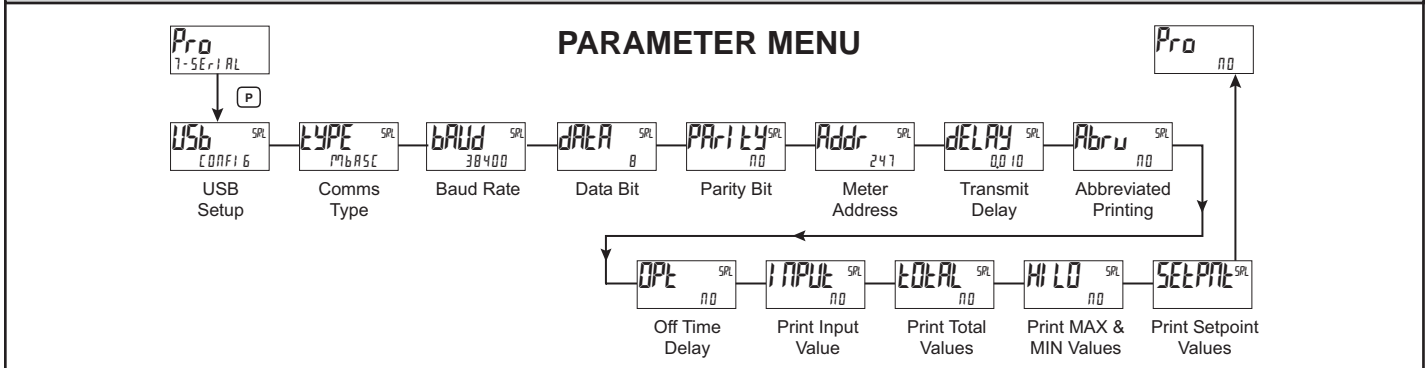 PARAMETER MENU
Pro
7-SErIAL
P
Pro
NO
USb SPL
CONFIG
tYPE SPL
MbASC
bAUd SPL
38400
dAtA SPL
8
PArItY SPL
NO
Addr SPL
247
dELAY SPL
0.010
Abrv SPL
NO
USB
Setup
Comms
Type
Baud Rate
Data Bit
Parity Bit
Meter
Address
Transmit
Delay
Abbreviated
Printing
OPt SPL
NO
INPUt SPL
NO
tOtAL SPL
NO
HILO SPL
NO
SEtPNt SPL
Off Time
Delay
Print Input
Value
Print Total
Values
Print MAX &
MIN Values
Print Setpoint
Values